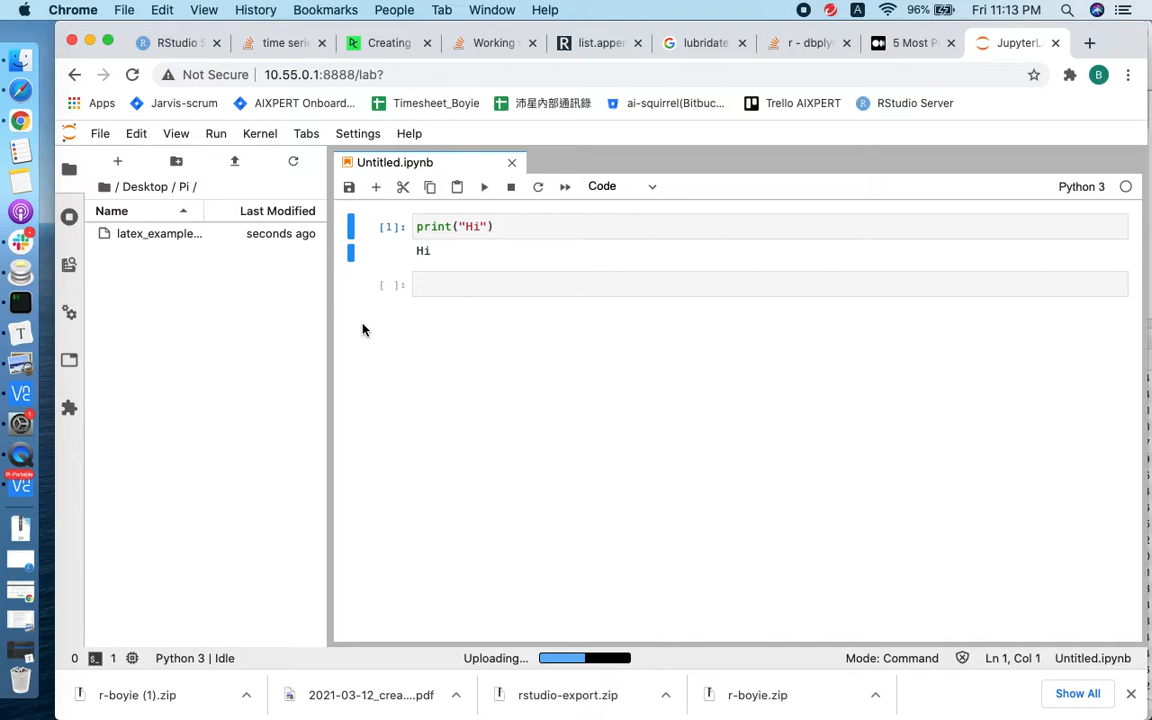 Chrome File Edit View History Bookmarks People Tab Window Help
A 96% Fri 11:13 PM
RStudio S
time serie
Creating
Working
list.apper
lubridate
r - dbplyr
5 Most P
JupyterLa
Not Secure 10.55.0.1:8888/lab?
B
Apps Jarvis-scrum AIXPERT Onboard... Timesheet_Boyie 沛星內部通訊錄 ai-squirrel(Bitbuc... Trello AIXPERT RStudio Server
File Edit View Run Kernel Tabs Settings Help
Untitled.ipynb
/ Desktop / Pi /
Code
Python 3
Name Last Modified
latex_example... seconds ago
[1]: print("Hi")
Hi
[ ]:
0 1 Python 3 | Idle Uploading... Mode: Command Ln 1, Col 1 Untitled.ipynb
r-boyie (1).zip 2021-03-12_crea....pdf rstudio-export.zip r-boyie.zip Show All